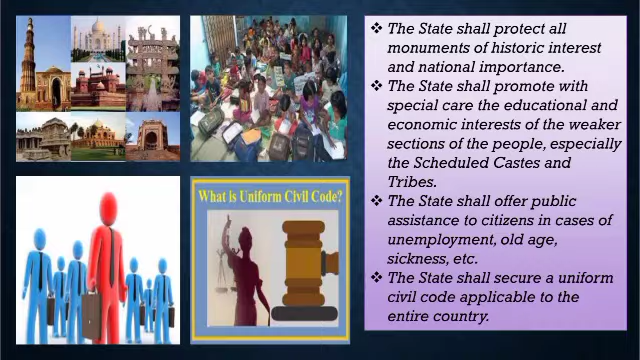 What is Uniform Civil Code?
❖ The State shall protect all
monuments of historic interest
and national importance.
❖ The State shall promote with
special care the educational and
economic interests of the weaker
sections of the people, especially
the Scheduled Castes and
Tribes.
❖ The State shall offer public
assistance to citizens in cases of
unemployment, old age,
sickness, etc.
❖ The State shall secure a uniform
civil code applicable to the
entire country.